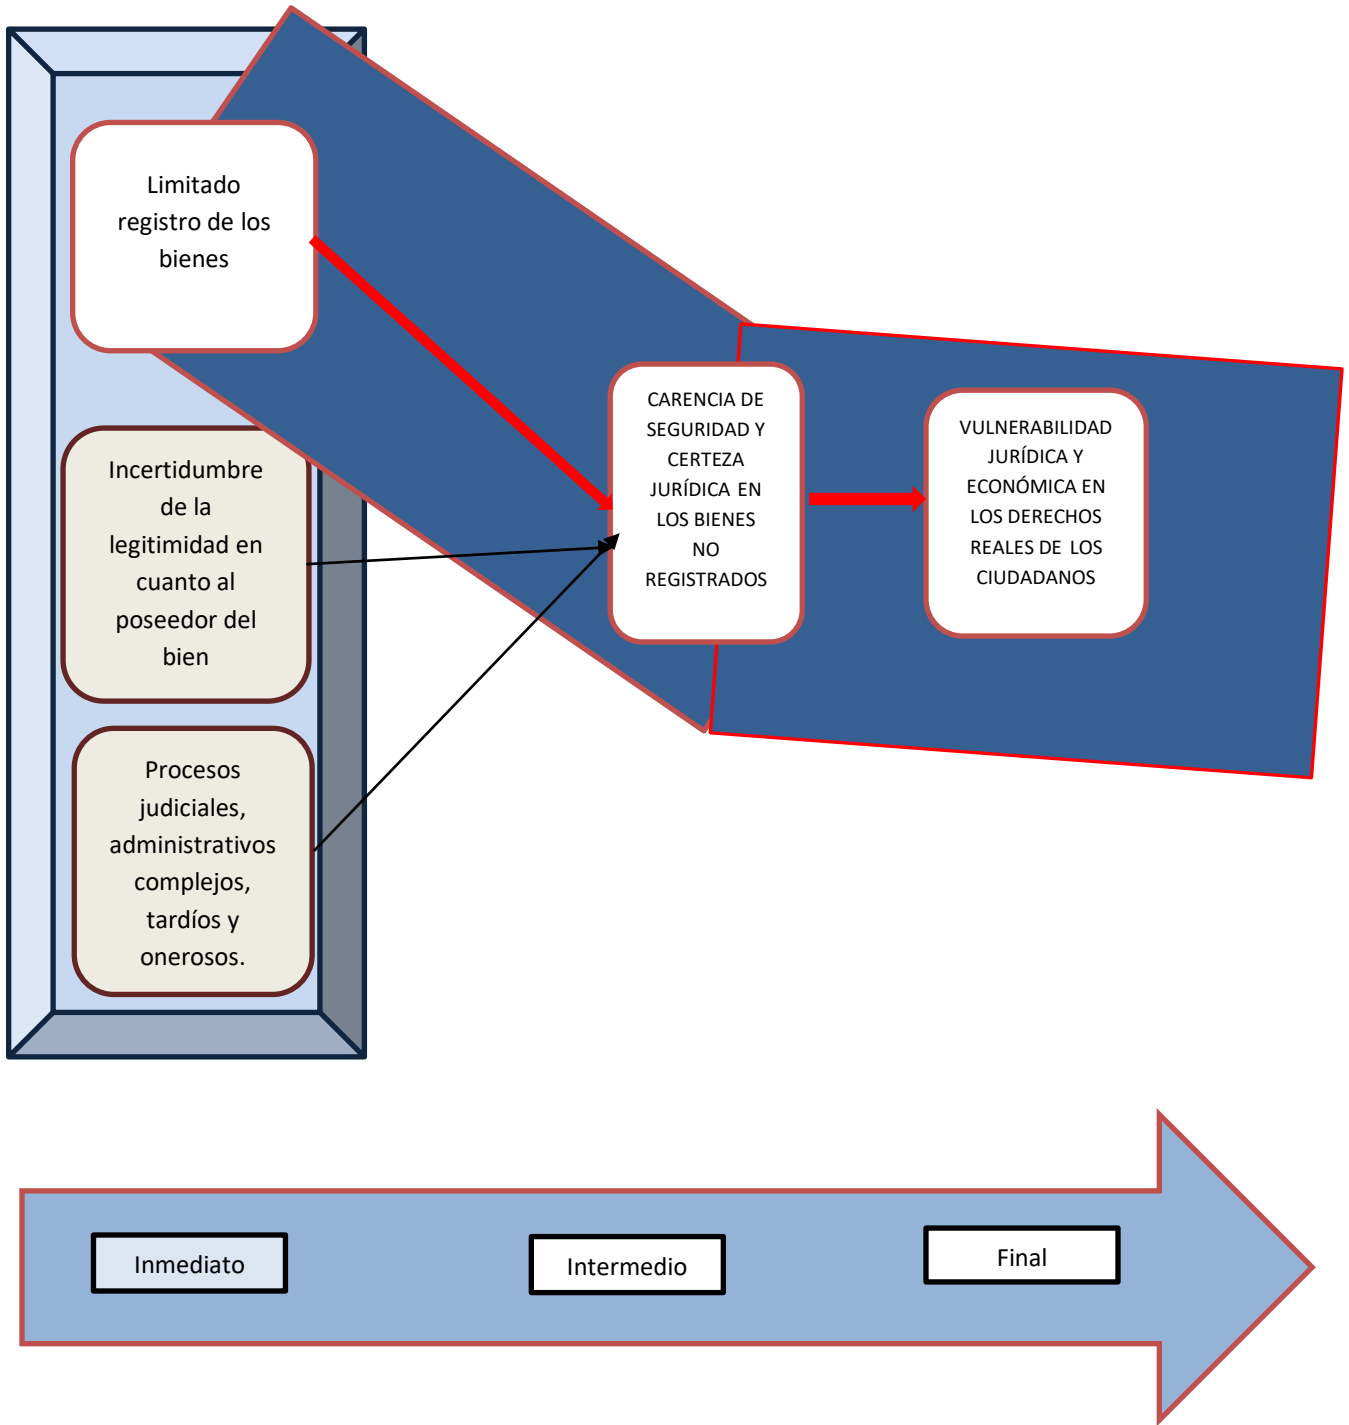 Limitado
registro de los
bienes
Incertidumbre
de la
legitimidad en
cuanto al
poseedor del
bien
Procesos
judiciales,
administrativos
complejos,
tardíos y
onerosos.
CARENCIA DE
SEGURIDAD Y
CERTEZA
JURÍDICA EN
LOS BIENES
NO
REGISTRADOS
VULNERABILIDAD
JURÍDICA Y
ECONÓMICA EN
LOS DERECHOS
REALES DE LOS
CIUDADANOS
Inmediato
Intermedio
Final